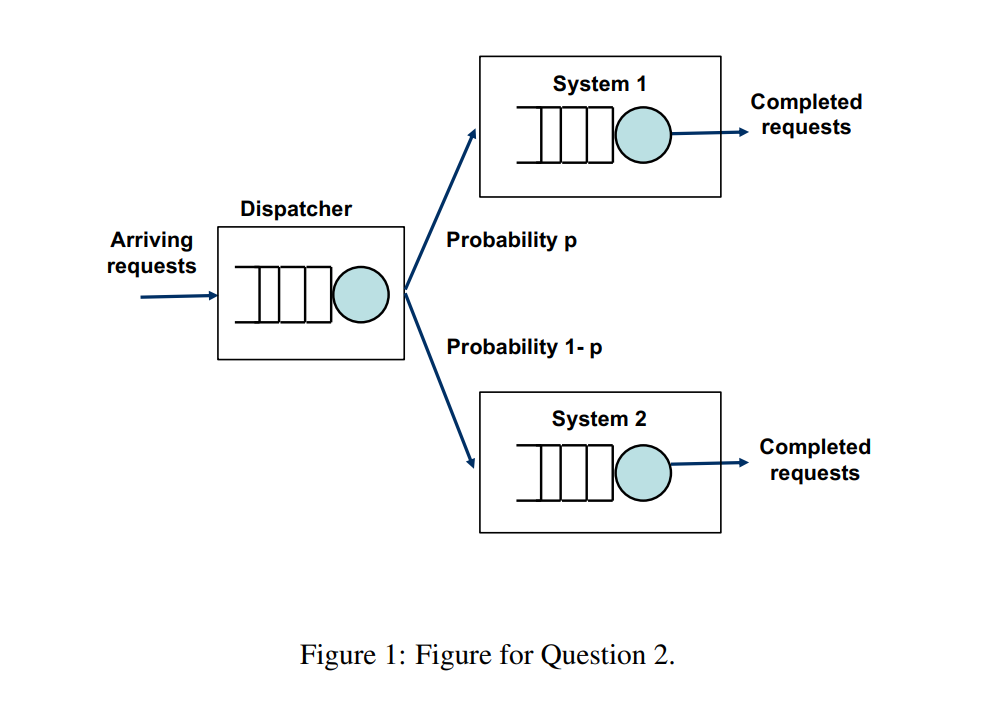 System 1
Completed
requests
Dispatcher
Arriving
requests
Probability p
Probability 1- p
System 2
Completed
requests
Figure 1: Figure for Question 2.